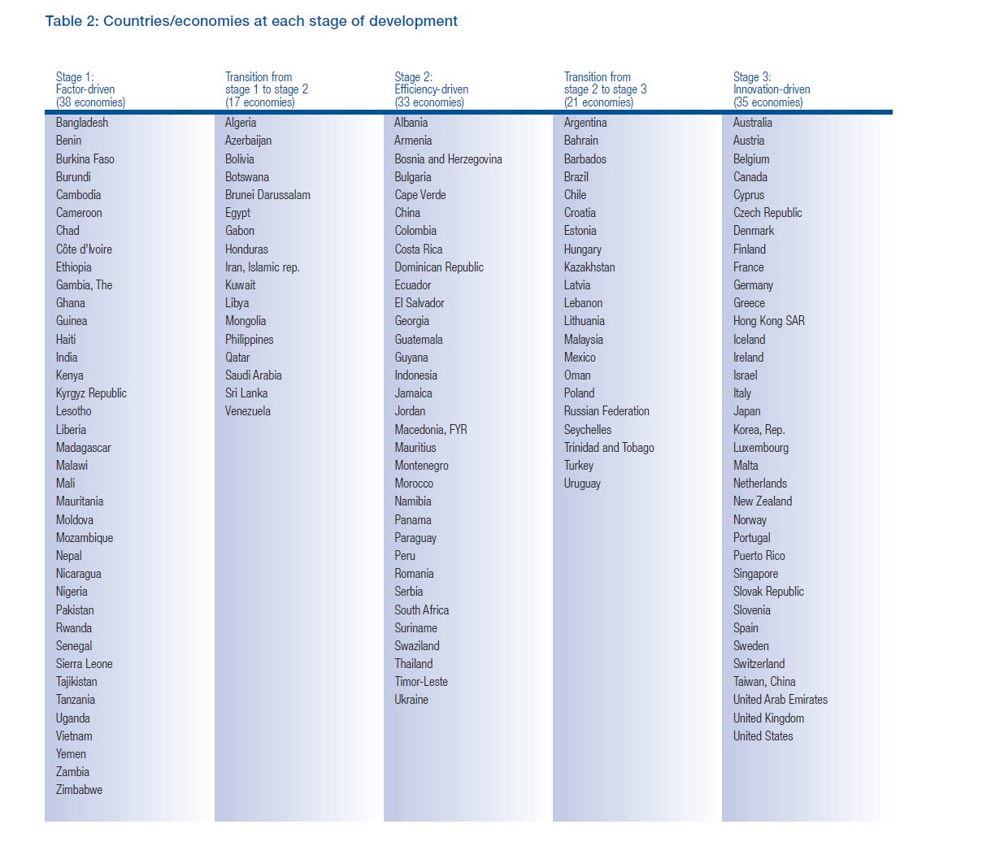 Table 2: Countries/economies at each stage of development
Stage 1:
Factor-driven
(38 economies)
Bangladesh
Benin
Burkina Faso
Burundi
Cambodia
Cameroon
Chad
Côte d'Ivoire
Ethiopia
Gambia, The
Ghana
Guinea
Haiti
India
Kenya
Kyrgyz Republic
Lesotho
Liberia
Madagascar
Malawi
Mali
Mauritania
Moldova
Mozambique
Nepal
Nicaragua
Nigeria
Pakistan
Rwanda
Senegal
Sierra Leone
Tajikistan
Tanzania
Uganda
Vietnam
Yemen
Zambia
Zimbabwe
Transition from
stage 1 to stage 2
(17 economies)
Algeria
Azerbaijan
Bolivia
Botswana
Brunei Darussalam
Egypt
Gabon
Honduras
Iran, Islamic rep.
Kuwait
Libya
Mongolia
Philippines
Qatar
Saudi Arabia
Sri Lanka
Venezuela
Stage 2:
Efficiency-driven
(33 economies)
Albania
Armenia
Bosnia and Herzegovina
Bulgaria
Cape Verde
China
Colombia
Costa Rica
Dominican Republic
Ecuador
El Salvador
Georgia
Guatemala
Guyana
Indonesia
Jamaica
Jordan
Macedonia, FYR
Mauritius
Montenegro
Morocco
Namibia
Panama
Paraguay
Peru
Romania
Serbia
South Africa
Suriname
Swaziland
Thailand
Timor-Leste
Ukraine
Transition from
stage 2 to stage 3
(21 economies)
Argentina
Bahrain
Barbados
Brazil
Chile
Croatia
Estonia
Hungary
Kazakhstan
Latvia
Lebanon
Lithuania
Malaysia
Mexico
Oman
Poland
Russian Federation
Seychelles
Trinidad and Tobago
Turkey
Uruguay
Stage 3:
Innovation-driven
(35 economies)
Australia
Austria
Belgium
Canada
Cyprus
Czech Republic
Denmark
Finland
France
Germany
Greece
Hong Kong SAR
Iceland
Ireland
Israel
Italy
Japan
Korea, Rep.
Luxembourg
Malta
Netherlands
New Zealand
Norway
Portugal
Puerto Rico
Singapore
Slovak Republic
Slovenia
Spain
Sweden
Switzerland
Taiwan, China
United Arab Emirates
United Kingdom
United States